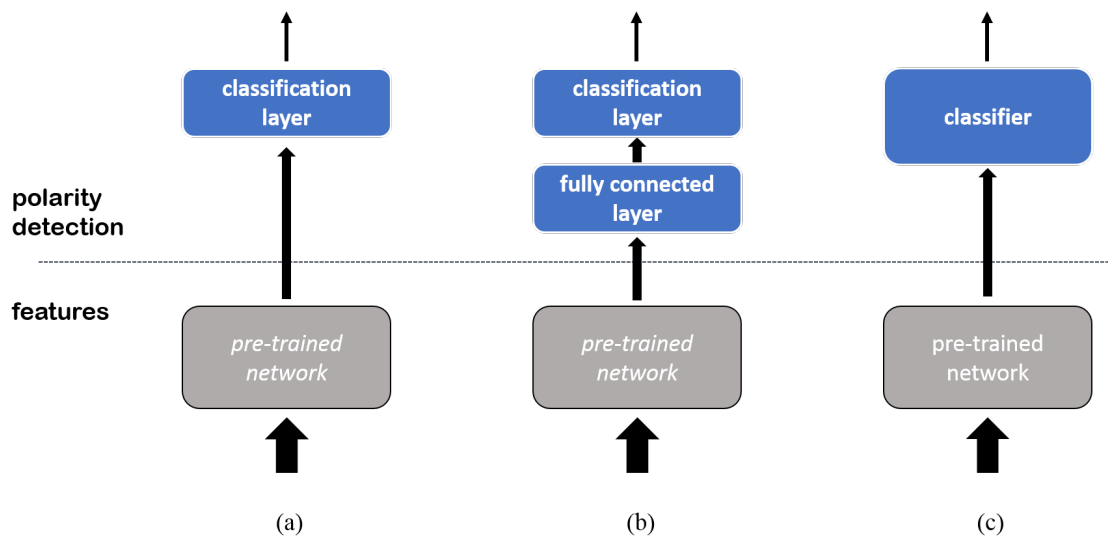 classification
layer
classification
layer
classifier
fully connected
layer
polarity
detection
features
pre-trained
network
pre-trained
network
pre-trained
network
(a)
(b)
(c)